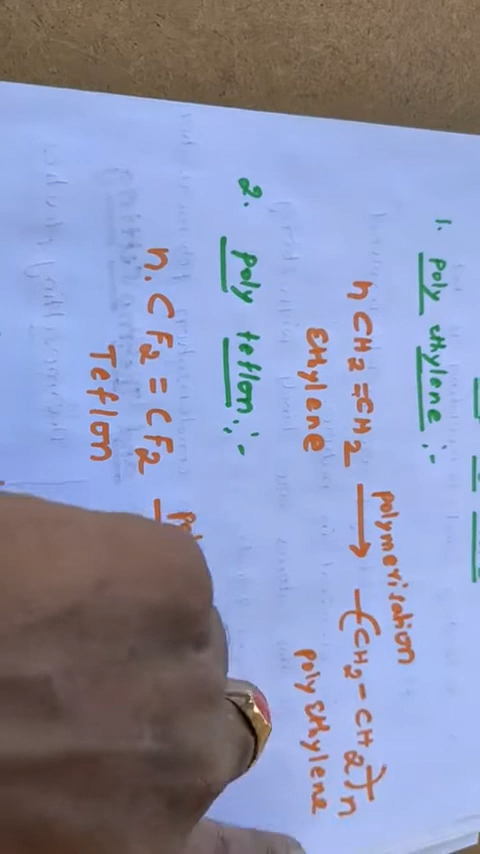 1. poly ethylene :-
n CH2 = CH2 ⟶ polymerisation -(CH2 - CH2)n
Ethylene poly Ethylene
2. poly teflon :-
n. CF2 = CF2
Teflon